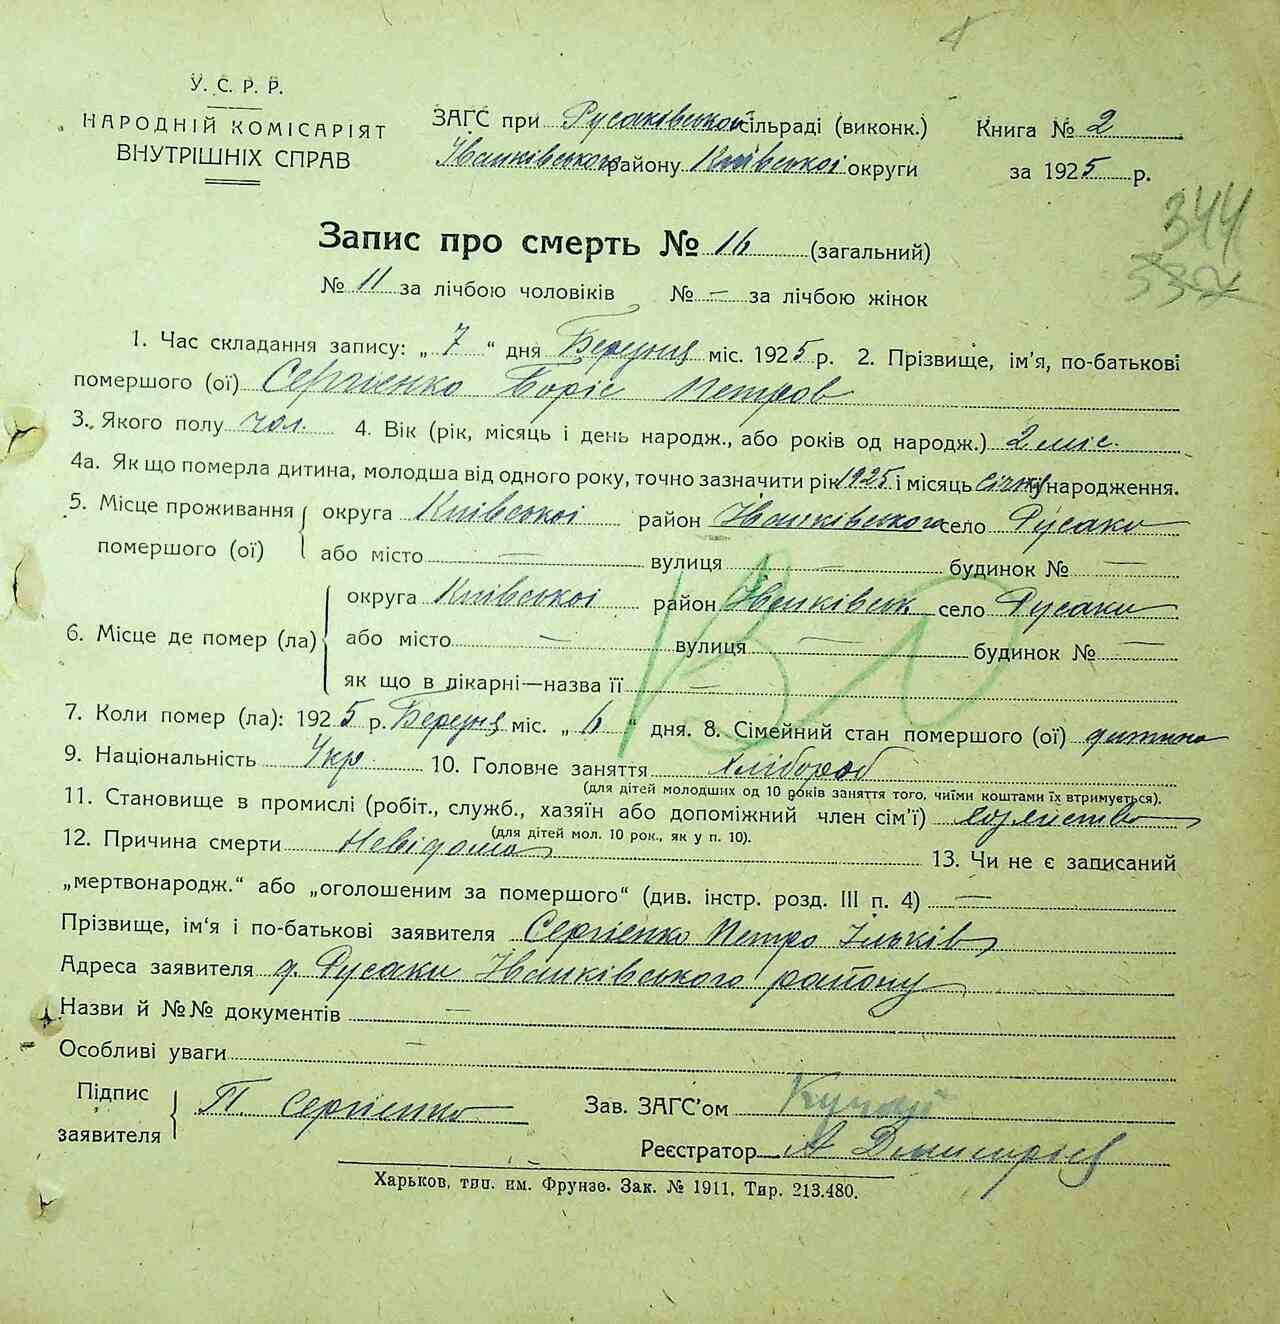 У. С. Р. Р.
НАРОДНІЙ КОМІСАРІЯТ
ВНУТРІШНІХ СПРАВ
ЗАГС при Русаківської сільраді (виконк.)
Іванківського району Київської округи
Книга № 2
за 1925 р.
344
Запис про смерть № 16 (загальний)
№ 11 за лічбою чоловіків № — за лічбою жінок
1. Час складання запису: „ 7 “ дня Березня міс. 1925 р. 2. Прізвище, ім'я, по-батькові
помершого (ої) Сергієнко Боріс Петров
3. Якого полу чол. 4. Вік (рік, місяць і день народж., або років од народж.) 2 міс.
4а. Як що померла дитина, молодша від одного року, точно зазначити рік 1925 і місяць січня народження.
5. Місце проживання помершого (ої) округа Київської район Іванківського село Русаки
або місто — вулиця — будинок № —
6. Місце де помер (ла) округа Київської район Іванківськ село Русаки
або місто — вулиця — будинок № —
як що в лікарні—назва її —
7. Коли помер (ла): 1925 р. Березня міс. „ 6 “ дня. 8. Сімейний стан помершого (ої) дитина
9. Національність Укр. 10. Головне заняття Хлібороб
(для дітей молодших од 10 років заняття того, чиїми коштами їх втримується).
11. Становище в промислі (робіт., служб., хазяїн або допоміжний член сім'ї)
(для дітей мол. 10 рок., як у п. 10).
12. Причина смерти Невідома 13. Чи не є записаний
„мертвонародж.“ або „оголошеним за помершого“ (див. інстр. розд. III п. 4) —
Прізвище, ім'я і по-батькові заявителя Сергієнко Петро Ільків
Адреса заявителя д. Русаки Іванківського району
Назви й №№ документів —
Особливі уваги —
Підпис заявителя П. Сергієнко
Зав. ЗАГС'ом
Реєстратор А Дмитрієв
Харьков, тип. им. Фрунзе. Зак. № 1911, Тир. 213.480.